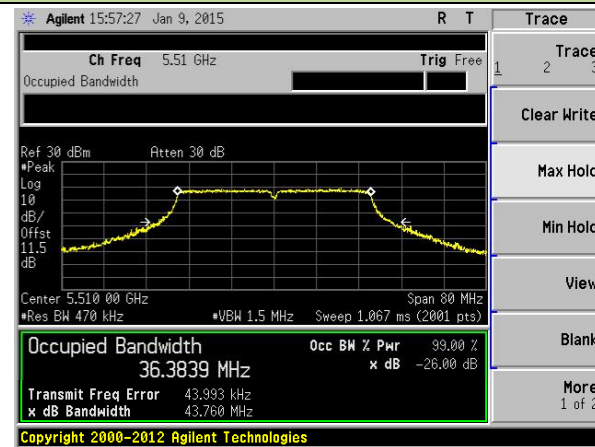 Agilent 15:57:27 Jan 9, 2015 R T
Trace
Ch Freq 5.51 GHz Trig Free
Occupied Bandwidth
Trace
1 2 3
Clear Write
Max Hold
Min Hold
View
Blank
More
1 of 2
Ref 30 dBm Atten 30 dB
#Peak
Log
10
dB/
Offst
11.5
dB
Center 5.510 00 GHz Span 80 MHz
#Res BW 470 kHz #VBW 1.5 MHz Sweep 1.067 ms (2001 pts)
Occupied Bandwidth
36.3839 MHz
Occ BW % Pwr 99.00 %
x dB -26.00 dB
Transmit Freq Error 43.993 kHz
x dB Bandwidth 43.760 MHz
Copyright 2000-2012 Agilent Technologies